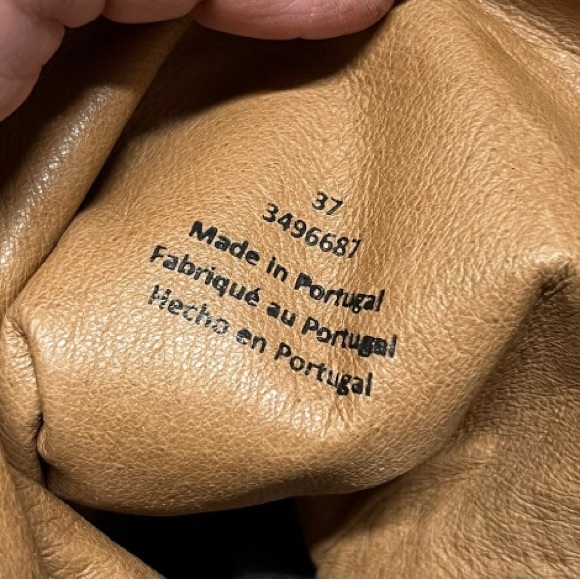 37
3496687
Made in Portugal
Fabriqué au Portugal
Hecho en Portugal